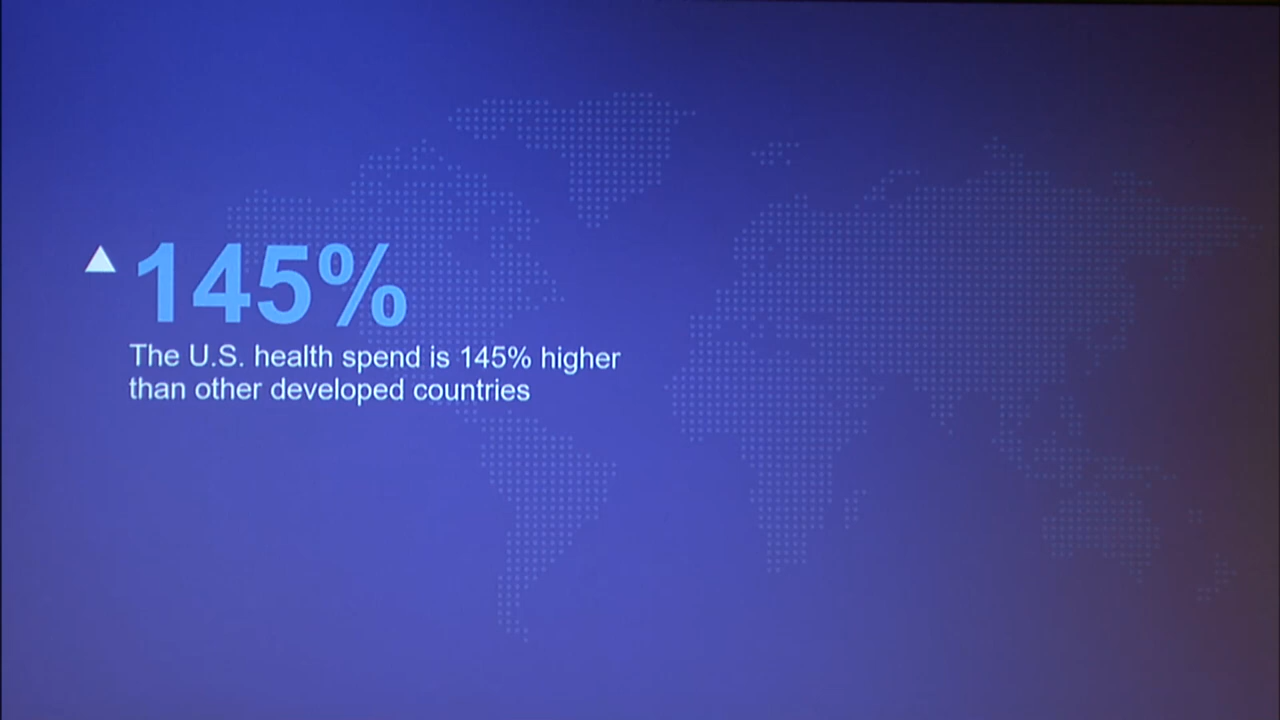 145%
The U.S. health spend is 145% higher
than other developed countries